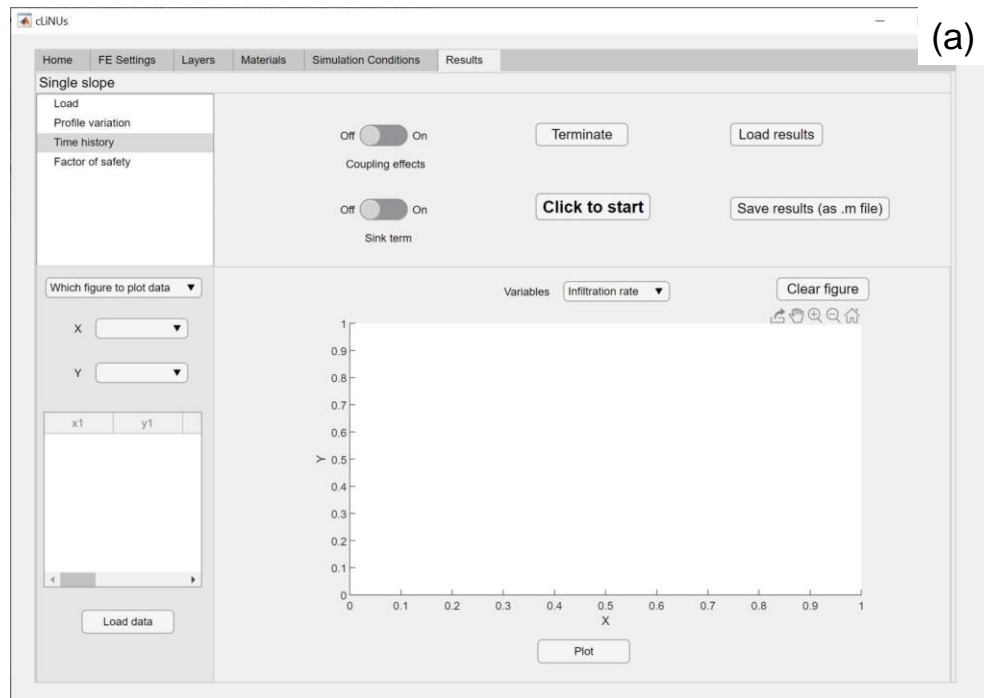 cLiNUs
(a)
Home FE Settings Layers Materials Simulation Conditions Results
Single slope
Load
Profile variation
Time history
Factor of safety
Off On
Coupling effects
Terminate
Load results
Off On
Sink term
Click to start
Save results (as .m file)
Which figure to plot data
X
Y
x1 y1
Load data
Variables Infiltration rate
Clear figure
1
0.9
0.8
0.7
0.6
0.5
0.4
0.3
0.2
0.1
0
Y
0 0.1 0.2 0.3 0.4 0.5 0.6 0.7 0.8 0.9 1
X
Plot